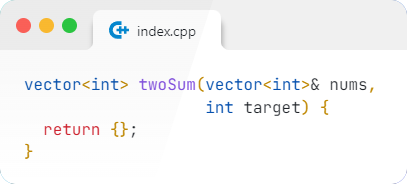 index.cpp
vector<int> twoSum(vector<int>& nums,
                   int target) {
  return {};
}